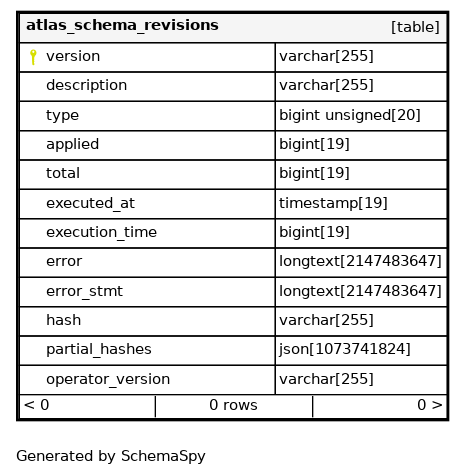 atlas_schema_revisions [table]
version varchar[255]
description varchar[255]
type bigint unsigned[20]
applied bigint[19]
total bigint[19]
executed_at timestamp[19]
execution_time bigint[19]
error longtext[2147483647]
error_stmt longtext[2147483647]
hash varchar[255]
partial_hashes json[1073741824]
operator_version varchar[255]
< 0 0 rows 0 >
Generated by SchemaSpy